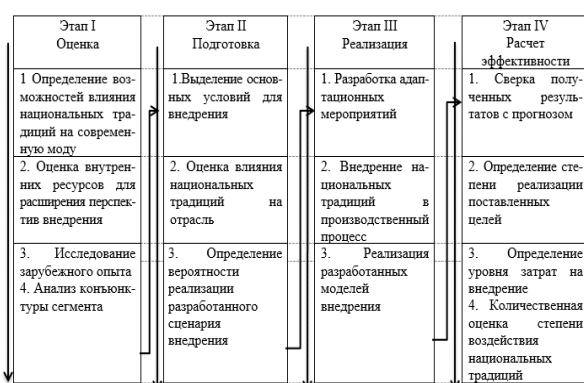 Этап I
Оценка
1 Определение воз-
можностей влияния
национальных тра-
диций на современ-
ную моду
2. Оценка внутрен-
них ресурсов для
расширения перспек-
тив внедрения
3. Исследование
зарубежного опыта
4. Анализ конъюнк-
туры сегмента
Этап II
Подготовка
1.Выделение основ-
ных условий для
внедрения
2. Оценка влияния
национальных
традиций на
отрасль
3. Определение
вероятности
реализации
разработанного
сценария
внедрения
Этап III
Реализация
1. Разработка адап-
тационных
мероприятий
2. Внедрение на-
циональных
традиций в
производственный
процесс
3. Реализация
разработанных
моделей
внедрения
Этап IV
Расчет
эффективности
1. Сверка полу-
ченных резуль-
татов с прогнозом
2. Определение сте-
пени реализации
поставленных
целей
3. Определение
уровня затрат на
внедрение
4. Количественная
оценка степени
воздействия
национальных
традиций